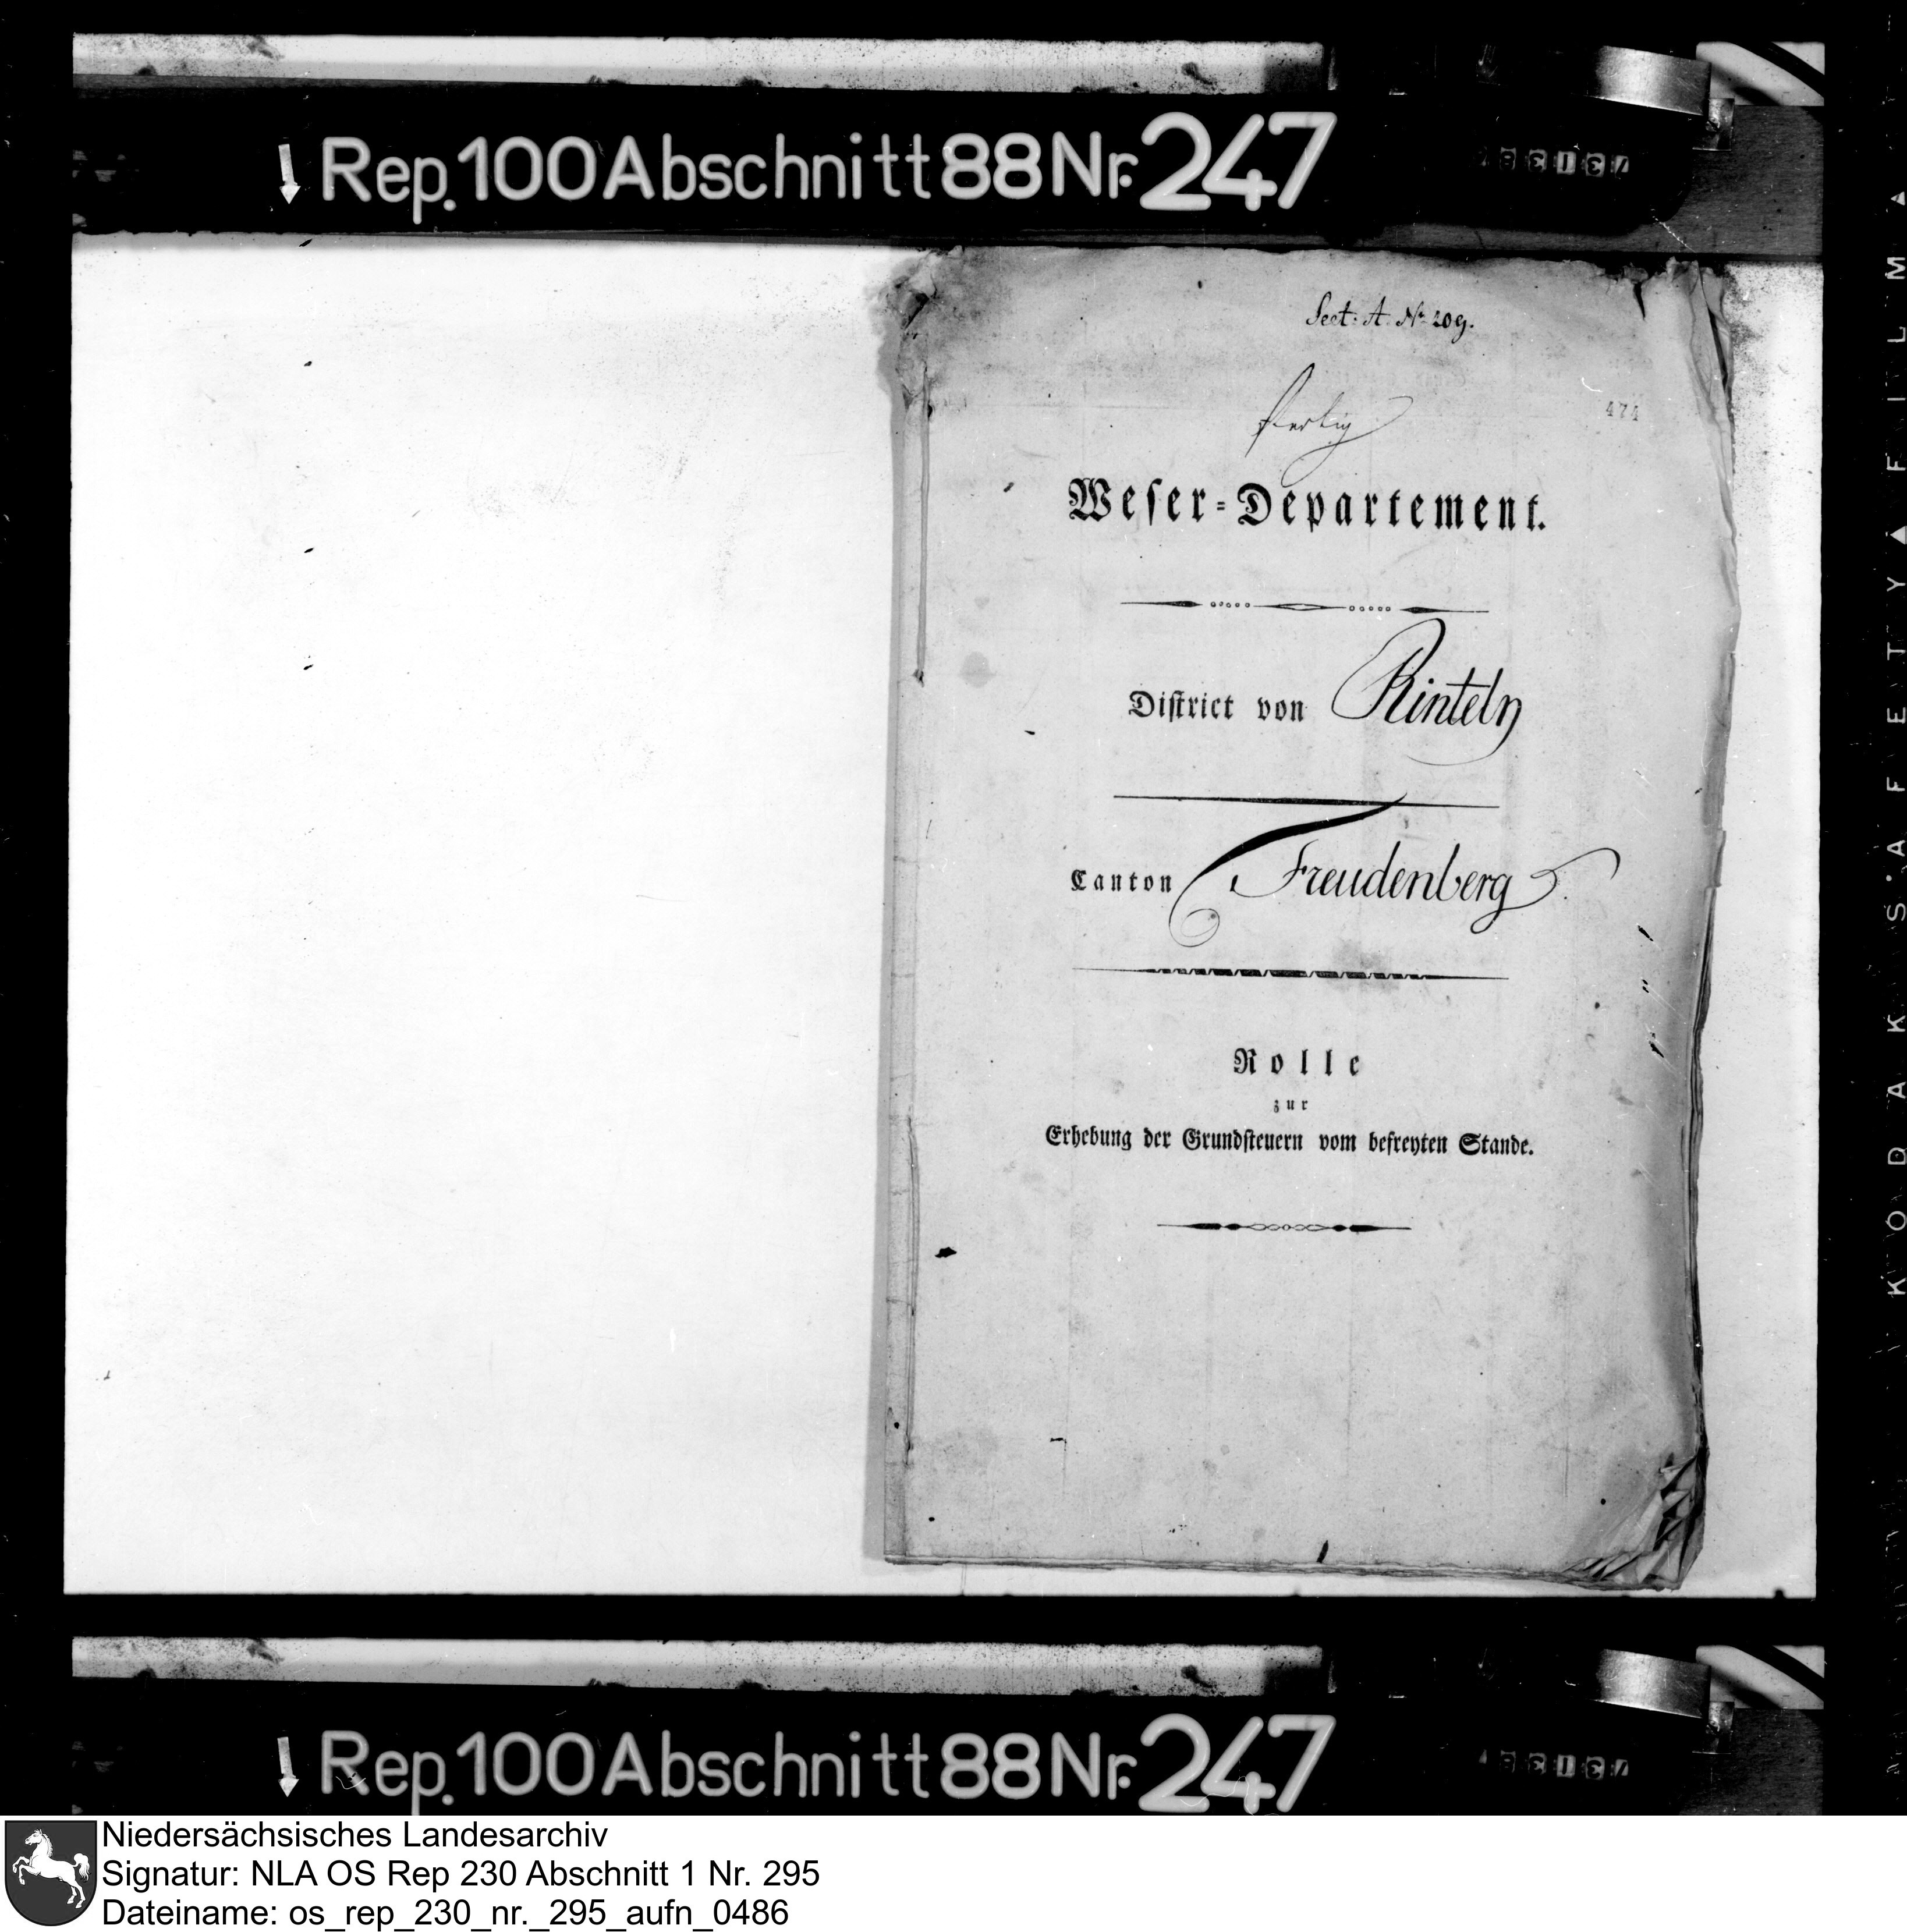 Rep. 100 Abschnitt 88 Nr. 247
Sect: A. Nr. 209.
fertig
474
Weſer-Departement.
Diſtrict von Rinteln
Canton Freudenberg
Rolle
zur
Erhebung der Grundſteuern vom befreyten Stande.
KODAK SAFETY FILM
Rep. 100 Abschnitt 88 Nr. 247
Niedersächsisches Landesarchiv
Signatur: NLA OS Rep 230 Abschnitt 1 Nr. 295
Dateiname: os_rep_230_nr._295_aufn_0486